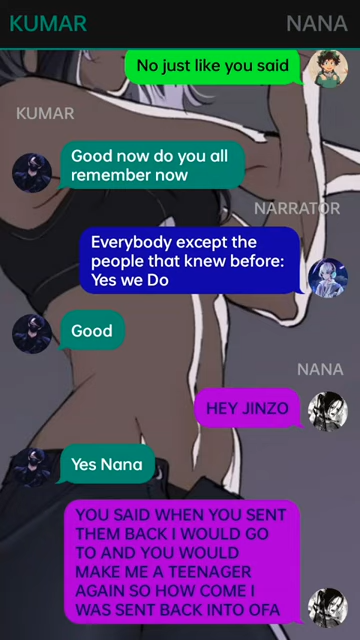 KUMAR NANA
No just like you said
KUMAR
Good now do you all
remember now
NARRATOR
Everybody except the
people that knew before:
Yes we Do
Good
NANA
HEY JINZO
Yes Nana
YOU SAID WHEN YOU SENT
THEM BACK I WOULD GO
TO AND YOU WOULD
MAKE ME A TEENAGER
AGAIN SO HOW COME I
WAS SENT BACK INTO OFA